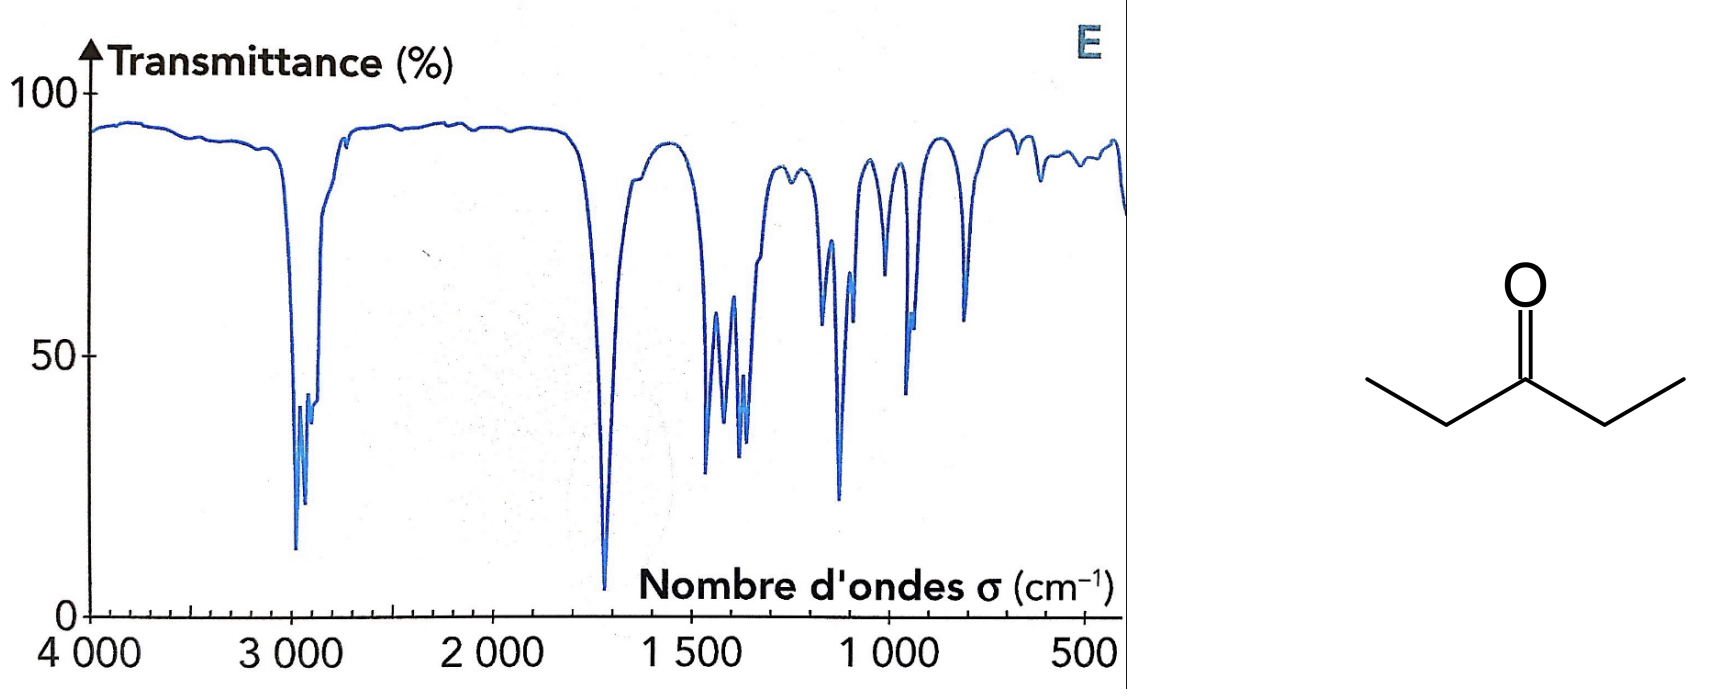 E
Transmittance (%)
100
50
0
Nombre d'ondes σ (cm⁻¹)
4 000 3 000 2 000 1 500 1 000 500
O